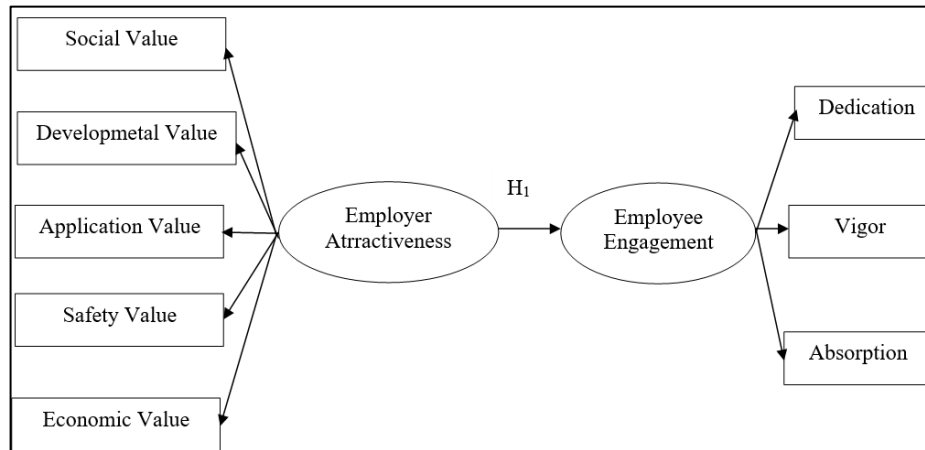 Social Value
Developmetal Value
Application Value
Safety Value
Economic Value
Employer
Atrractiveness
H1
Employee
Engagement
Dedication
Vigor
Absorption